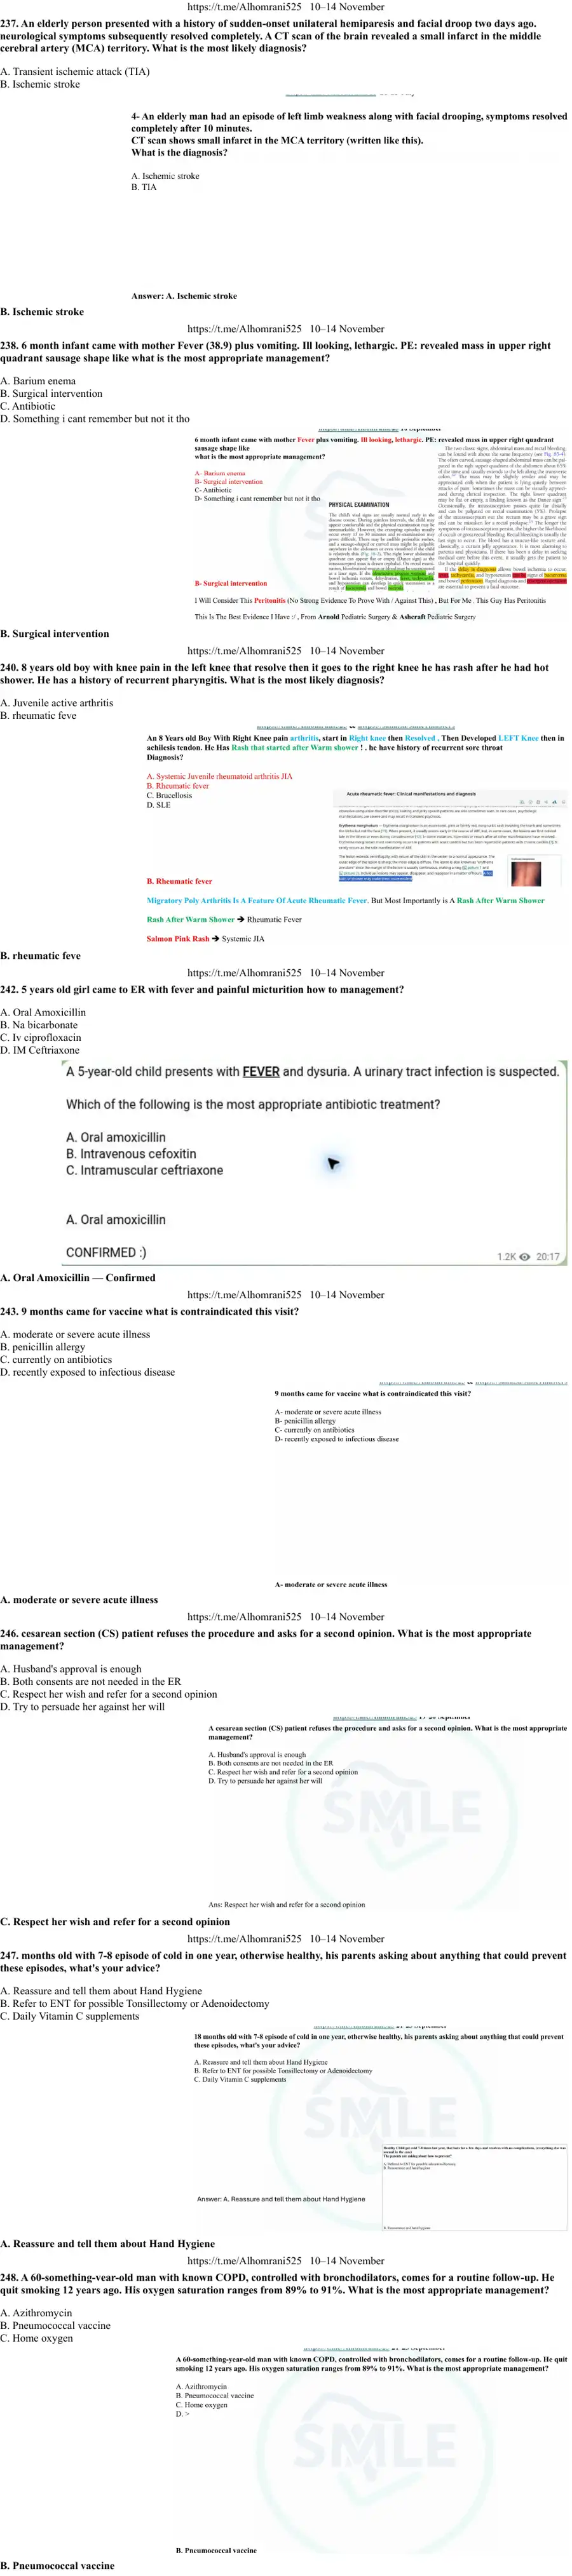 https://t.me/Alhomrani525 10–14 November
237. An elderly person presented with a history of sudden-onset unilateral hemiparesis and facial droop two days ago.
neurological symptoms subsequently resolved completely. A CT scan of the brain revealed a small infarct in the middle
cerebral artery (MCA) territory. What is the most likely diagnosis?
A. Transient ischemic attack (TIA)
B. Ischemic stroke
4- An elderly man had an episode of left limb weakness along with facial drooping, symptoms resolved
completely after 10 minutes.
CT scan shows small infarct in the MCA territory (written like this).
What is the diagnosis?
A. Ischemic stroke
B. TIA
Answer: A. Ischemic stroke
B. Ischemic stroke
https://t.me/Alhomrani525 10–14 November
238. 6 month infant came with mother Fever (38.9) plus vomiting. Ill looking, lethargic. PE: revealed mass in upper right
quadrant sausage shape like what is the most appropriate management?
A. Barium enema
B. Surgical intervention
C. Antibiotic
D. Something i cant remember but not it tho
6 month infant came with mother Fever plus vomiting. Ill looking, lethargic. PE: revealed mass in upper right quadrant
sausage shape like
what is the most appropriate management?
A- Barium enema
B- Surgical intervention
C- Antibiotic
D- Something i cant remember but not it tho
PHYSICAL EXAMINATION
B- Surgical intervention
I Will Consider This Peritonitis (No Strong Evidence To Prove With / Against This) , But For Me . This Guy Has Peritonitis
This Is The Best Evidence I Have :/ , From Arnold Pediatric Surgery & Ashcraft Pediatric Surgery
B. Surgical intervention
https://t.me/Alhomrani525 10–14 November
240. 8 years old boy with knee pain in the left knee that resolve then it goes to the right knee he has rash after he had hot
shower. He has a history of recurrent pharyngitis. What is the most likely diagnosis?
A. Juvenile active arthritis
B. rheumatic feve
An 8 Years old Boy With Right Knee pain arthritis, start in Right knee then Resolved . Then Developed LEFT Knee then in
achilesis tendon. He Has Rash that started after Warm shower ! . he have history of recurrent sore throat
Diagnosis?
A. Systemic Juvenile rheumatoid arthritis JIA
B. Rheumatic fever
C. Brucellosis
D. SLE
Acute rheumatic fever: Clinical manifestations and diagnosis
B. Rheumatic fever
Migratory Poly Arthritis Is A Feature Of Acute Rheumatic Fever. But Most Importantly is A Rash After Warm Shower
Rash After Warm Shower ➔ Rheumatic Fever
Salmon Pink Rash ➔ Systemic JIA
B. rheumatic feve
https://t.me/Alhomrani525 10–14 November
242. 5 years old girl came to ER with fever and painful micturition how to management?
A. Oral Amoxicillin
B. Na bicarbonate
C. Iv ciprofloxacin
D. IM Ceftriaxone
A 5-year-old child presents with FEVER and dysuria. A urinary tract infection is suspected.
Which of the following is the most appropriate antibiotic treatment?
A. Oral amoxicillin
B. Intravenous cefoxitin
C. Intramuscular ceftriaxone
A. Oral amoxicillin
CONFIRMED :)
1.2K 20:17
A. Oral Amoxicillin — Confirmed
https://t.me/Alhomrani525 10–14 November
243. 9 months came for vaccine what is contraindicated this visit?
A. moderate or severe acute illness
B. penicillin allergy
C. currently on antibiotics
D. recently exposed to infectious disease
9 months came for vaccine what is contraindicated this visit?
A- moderate or severe acute illness
B- penicillin allergy
C- currently on antibiotics
D- recently exposed to infectious disease
A- moderate or severe acute illness
A. moderate or severe acute illness
https://t.me/Alhomrani525 10–14 November
246. cesarean section (CS) patient refuses the procedure and asks for a second opinion. What is the most appropriate
management?
A. Husband's approval is enough
B. Both consents are not needed in the ER
C. Respect her wish and refer for a second opinion
D. Try to persuade her against her will
A cesarean section (CS) patient refuses the procedure and asks for a second opinion. What is the most appropriate
management?
A. Husband's approval is enough
B. Both consents are not needed in the ER
C. Respect her wish and refer for a second opinion
D. Try to persuade her against her will
SMLE
Ans: Respect her wish and refer for a second opinion
C. Respect her wish and refer for a second opinion
https://t.me/Alhomrani525 10–14 November
247. months old with 7-8 episode of cold in one year, otherwise healthy, his parents asking about anything that could prevent
these episodes, what's your advice?
A. Reassure and tell them about Hand Hygiene
B. Refer to ENT for possible Tonsillectomy or Adenoidectomy
C. Daily Vitamin C supplements
18 months old with 7-8 episode of cold in one year, otherwise healthy, his parents asking about anything that could prevent
these episodes, what's your advice?
A. Reassure and tell them about Hand Hygiene
B. Refer to ENT for possible Tonsillectomy or Adenoidectomy
C. Daily Vitamin C supplements
SMLE
Answer: A. Reassure and tell them about Hand Hygiene
A. Reassure and tell them about Hand Hygiene
https://t.me/Alhomrani525 10–14 November
248. A 60-something-year-old man with known COPD, controlled with bronchodilators, comes for a routine follow-up. He
quit smoking 12 years ago. His oxygen saturation ranges from 89% to 91%. What is the most appropriate management?
A. Azithromycin
B. Pneumococcal vaccine
C. Home oxygen
A 60-something-year-old man with known COPD, controlled with bronchodilators, comes for a routine follow-up. He quit
smoking 12 years ago. His oxygen saturation ranges from 89% to 91%. What is the most appropriate management?
A. Azithromycin
B. Pneumococcal vaccine
C. Home oxygen
D. >
SMLE
B. Pneumococcal vaccine
B. Pneumococcal vaccine